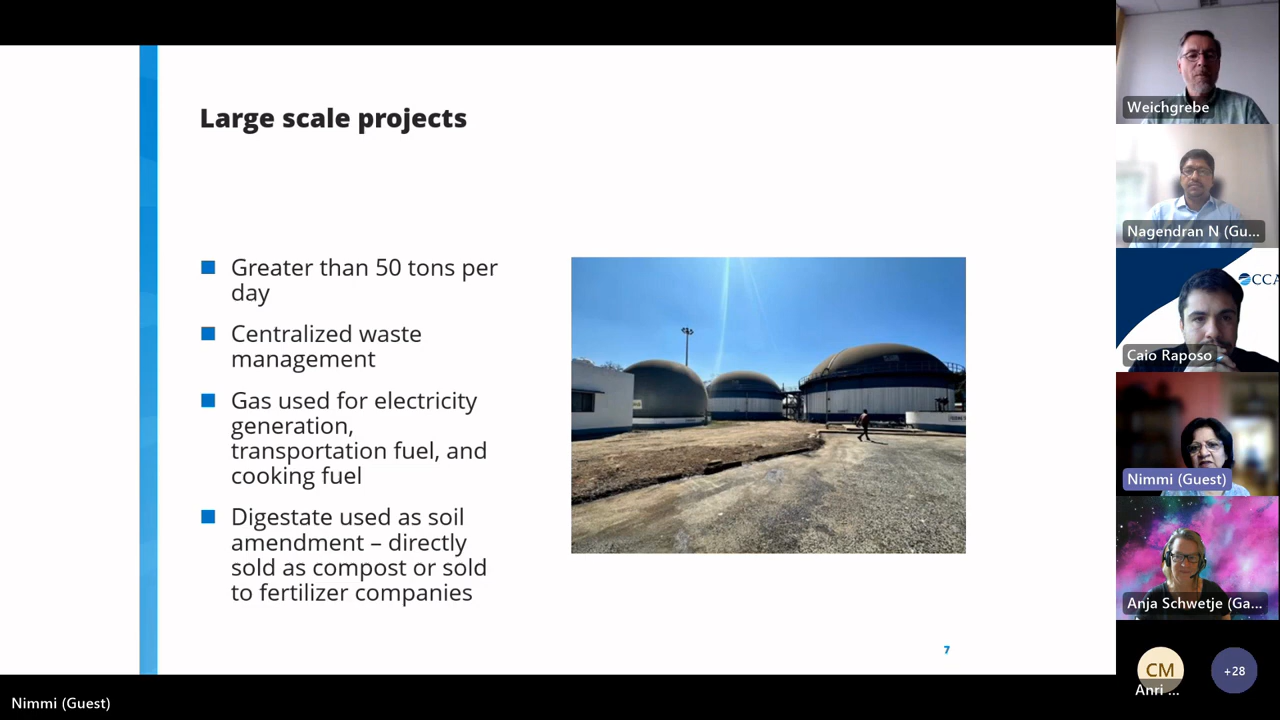 Large scale projects
Greater than 50 tons per
day
Centralized waste
management
Gas used for electricity
generation,
transportation fuel, and
cooking fuel
Digestate used as soil
amendment – directly
sold as compost or sold
to fertilizer companies
7
Nimmi (Guest)
Weichgrebe
Nagendran N (Gu...
CCA
Caio Raposo
Nimmi (Guest)
Anja Schwetje (Ga...
CM
Anri ...
+28